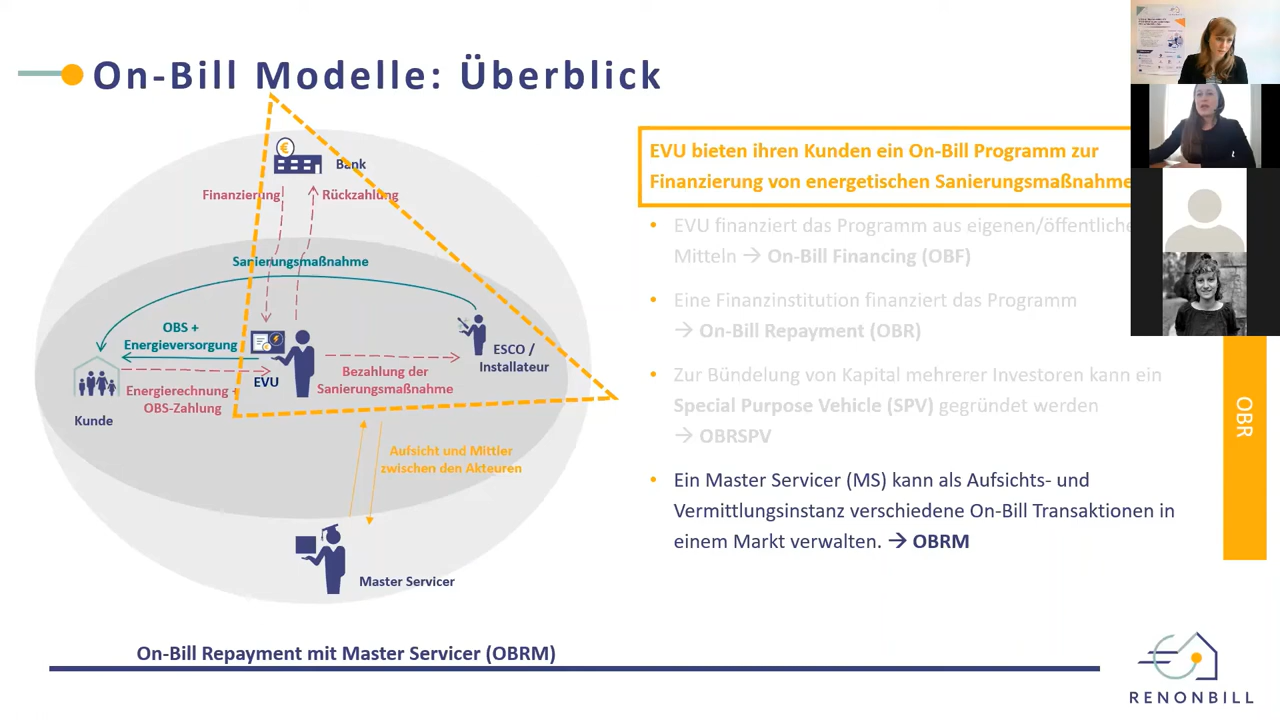 On-Bill Modelle: Überblick
Bank
Finanzierung
Rückzahlung
Sanierungsmaßnahme
OBS +
Energieversorgung
EVU
ESCO /
Installateur
Bezahlung der
Sanierungsmaßnahme
Energierechnung +
OBS-Zahlung
Kunde
Aufsicht und Mittler
zwischen den Akteuren
Master Servicer
On-Bill Repayment mit Master Servicer (OBRM)
EVU bieten ihren Kunden ein On-Bill Programm zur
Finanzierung von energetischen Sanierungsmaßnahme
• EVU finanziert das Programm aus eigenen/öffentliche
Mitteln → On-Bill Financing (OBF)
• Eine Finanzinstitution finanziert das Programm
→ On-Bill Repayment (OBR)
• Zur Bündelung von Kapital mehrerer Investoren kann ein
Special Purpose Vehicle (SPV) gegründet werden
→ OBRSPV
• Ein Master Servicer (MS) kann als Aufsichts- und
Vermittlungsinstanz verschiedene On-Bill Transaktionen in
einem Markt verwalten. → OBRM
OBR
RENONBILL